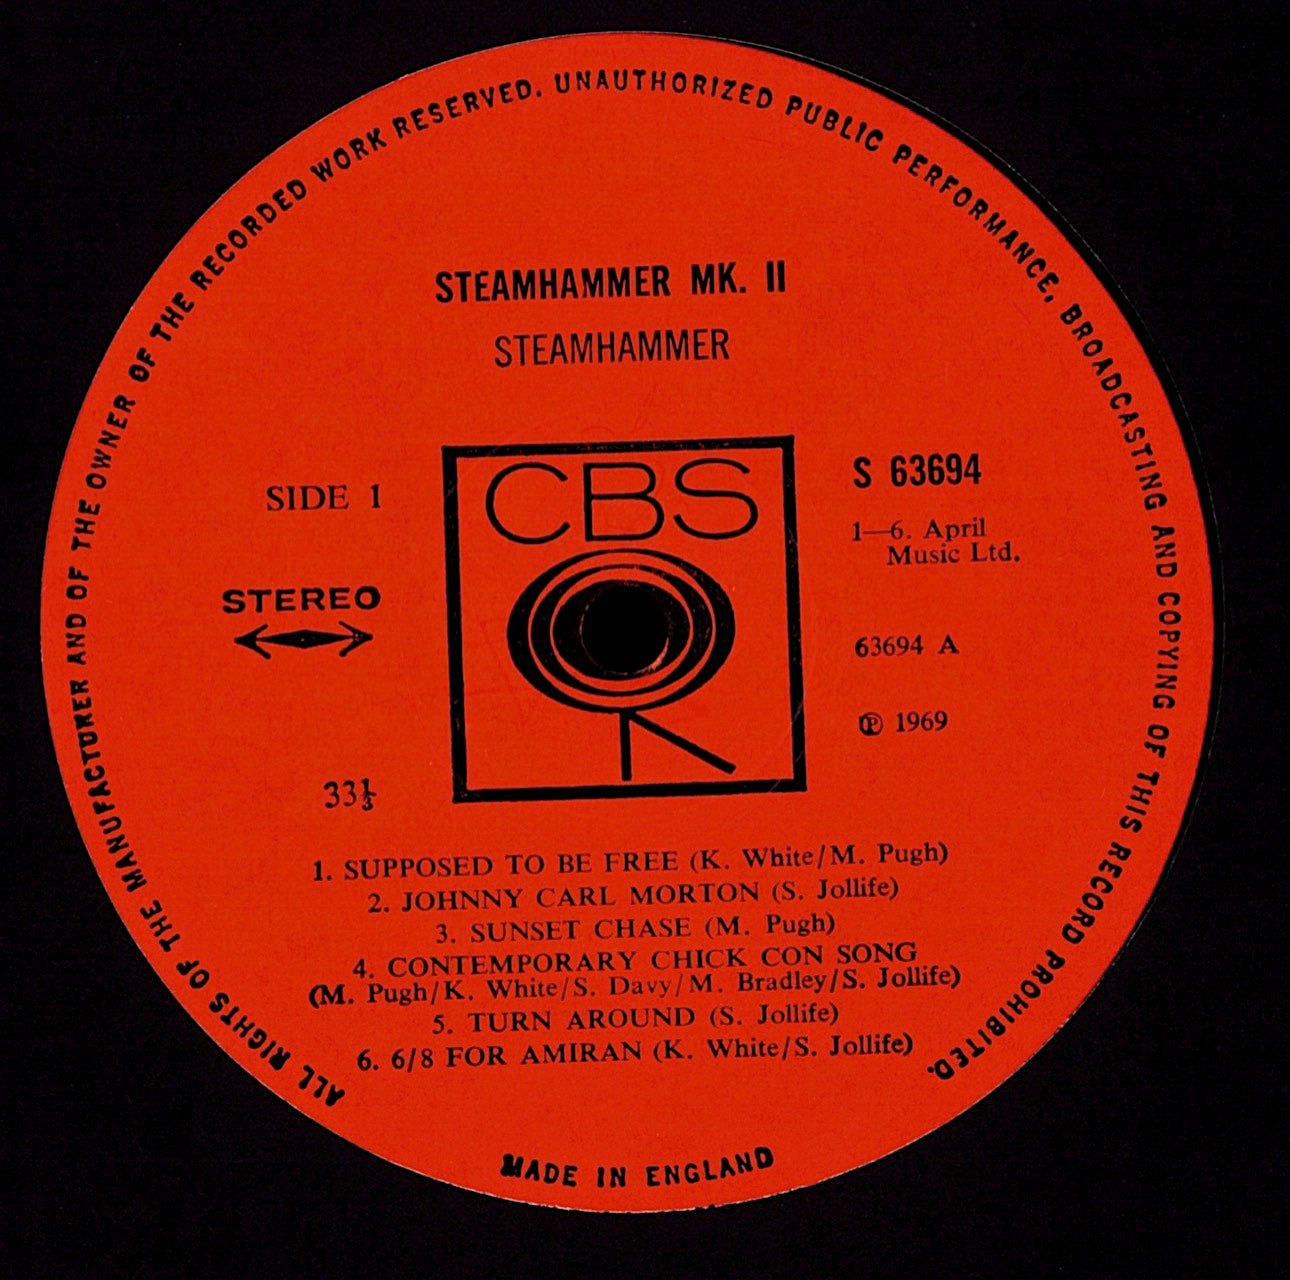 ALL RIGHTS OF THE MANUFACTURER AND OF THE OWNER OF THE RECORDED WORK RESERVED. UNAUTHORIZED PUBLIC PERFORMANCE, BROADCASTING AND COPYING OF THIS RECORD PROHIBITED.
STEAMHAMMER MK. II
STEAMHAMMER
CBS
SIDE 1
STEREO
33⅓
S 63694
1—6. April
Music Ltd.
63694 A
℗ 1969
1. SUPPOSED TO BE FREE (K. White/M. Pugh)
2. JOHNNY CARL MORTON (S. Jollife)
3. SUNSET CHASE (M. Pugh)
4. CONTEMPORARY CHICK CON SONG
(M. Pugh/K. White/S. Davy/M. Bradley/S. Jollife)
5. TURN AROUND (S. Jollife)
6. 6/8 FOR AMIRAN (K. White/S. Jollife)
MADE IN ENGLAND